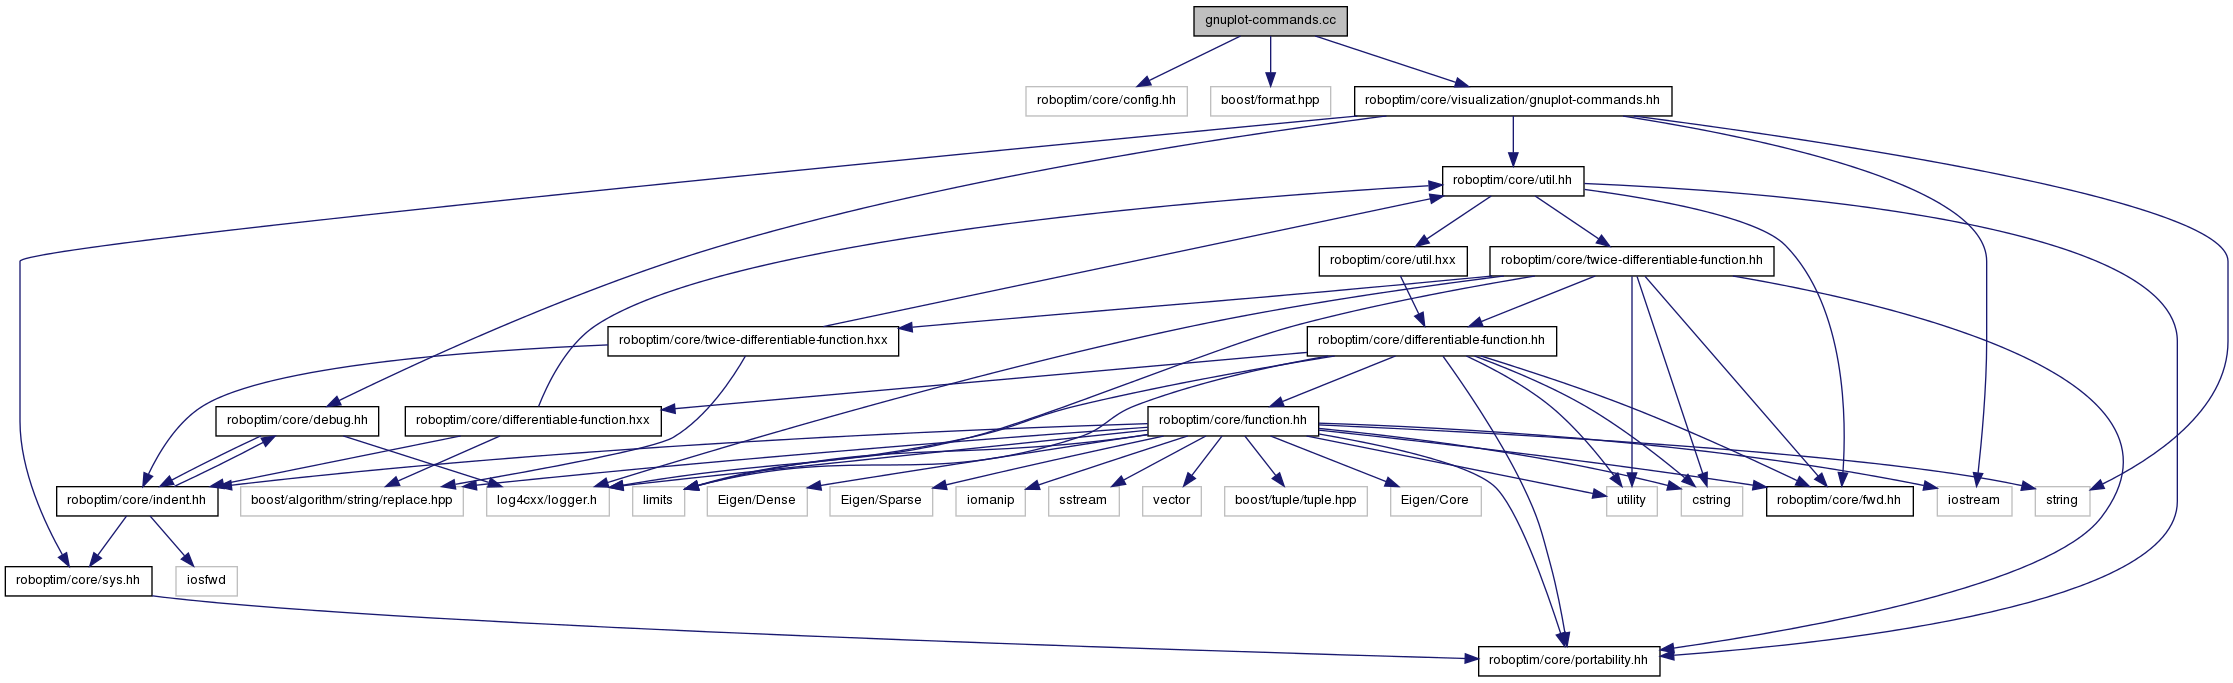 gnuplot-commands.cc
roboptim/core/config.hh
boost/format.hpp
roboptim/core/visualization/gnuplot-commands.hh
roboptim/core/util.hh
roboptim/core/util.hxx
roboptim/core/twice-differentiable-function.hh
roboptim/core/twice-differentiable-function.hxx
roboptim/core/differentiable-function.hh
roboptim/core/debug.hh
roboptim/core/differentiable-function.hxx
roboptim/core/function.hh
roboptim/core/indent.hh
boost/algorithm/string/replace.hpp
log4cxx/logger.h
limits
Eigen/Dense
Eigen/Sparse
iomanip
sstream
vector
boost/tuple/tuple.hpp
Eigen/Core
utility
cstring
roboptim/core/fwd.hh
iostream
string
roboptim/core/sys.hh
iosfwd
roboptim/core/portability.hh